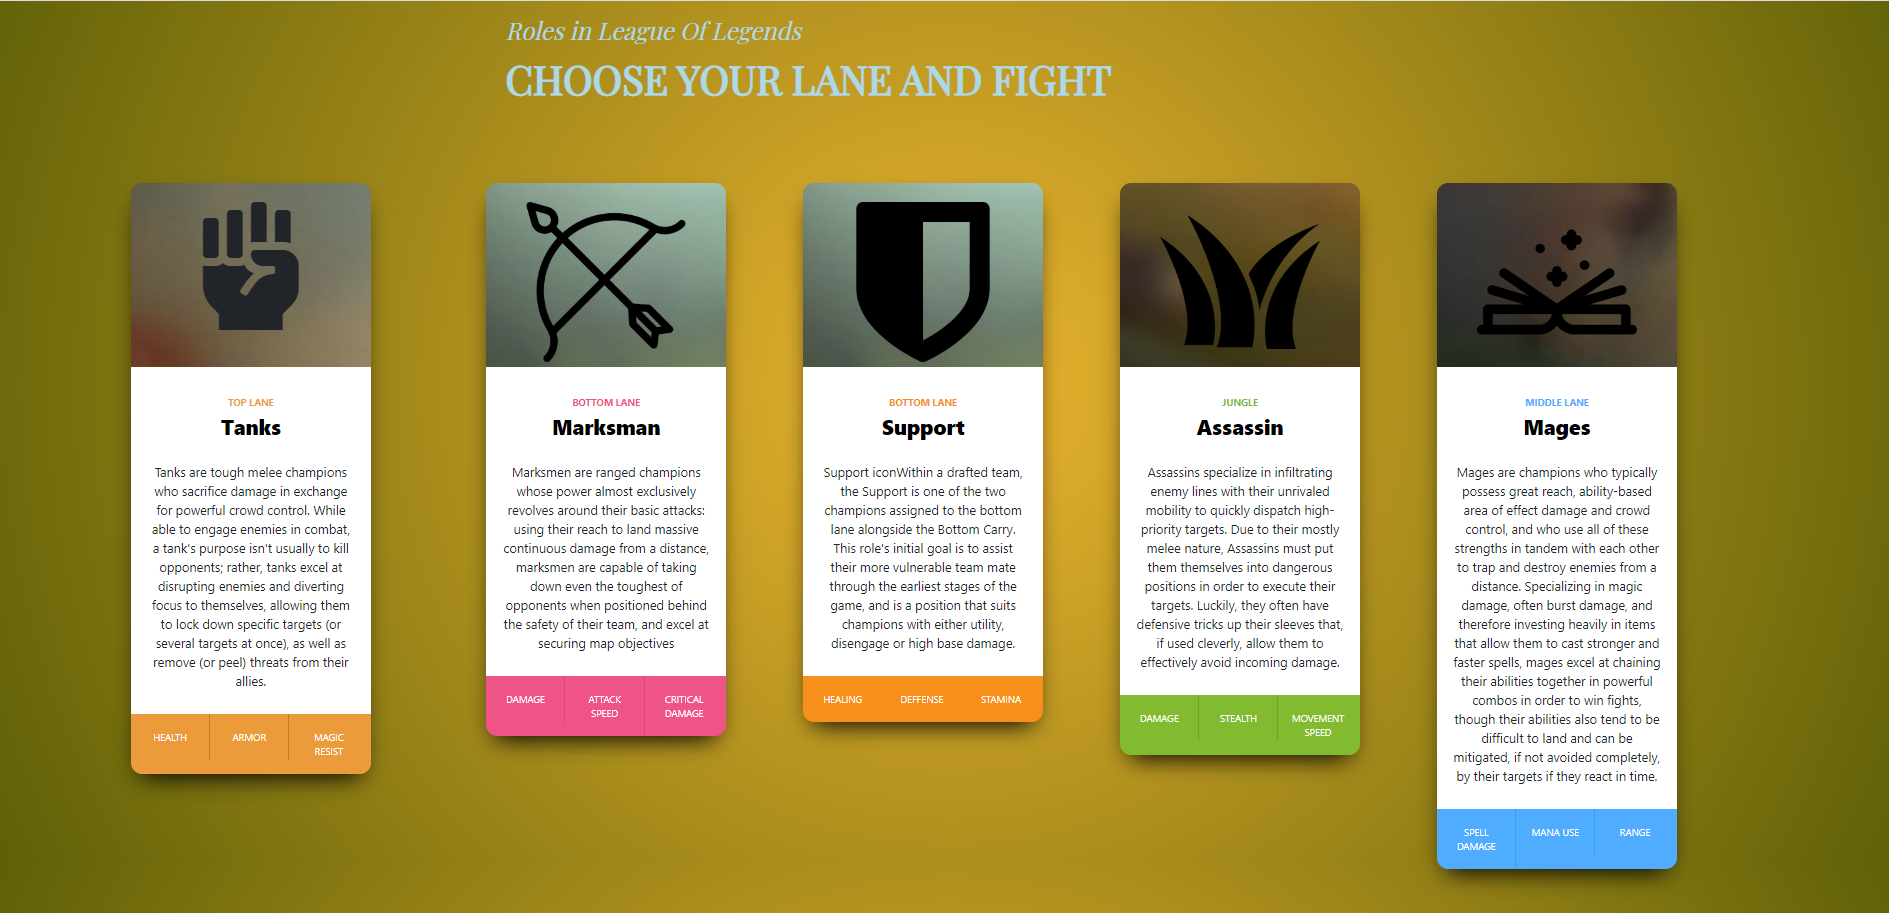 Roles in League Of Legends
CHOOSE YOUR LANE AND FIGHT
TOP LANE
Tanks
Tanks are tough melee champions
who sacrifice damage in exchange
for powerful crowd control. While
able to engage enemies in combat,
a tank's purpose isn't usually to kill
opponents; rather, tanks excel at
disrupting enemies and diverting
focus to themselves, allowing them
to lock down specific targets (or
several targets at once), as well as
remove (or peel) threats from their
allies.
HEALTH
ARMOR
MAGIC
RESIST
BOTTOM LANE
Marksman
Marksmen are ranged champions
whose power almost exclusively
revolves around their basic attacks:
using their reach to land massive
continuous damage from a distance,
marksmen are capable of taking
down even the toughest of
opponents when positioned behind
the safety of their team, and excel at
securing map objectives
DAMAGE
ATTACK
SPEED
CRITICAL
DAMAGE
BOTTOM LANE
Support
Support iconWithin a drafted team,
the Support is one of the two
champions assigned to the bottom
lane alongside the Bottom Carry.
This role's initial goal is to assist
their more vulnerable team mate
through the earliest stages of the
game, and is a position that suits
champions with either utility,
disengage or high base damage.
HEALING
DEFFENSE
STAMINA
JUNGLE
Assassin
Assassins specialize in infiltrating
enemy lines with their unrivaled
mobility to quickly dispatch high-
priority targets. Due to their mostly
melee nature, Assassins must put
them themselves into dangerous
positions in order to execute their
targets. Luckily, they often have
defensive tricks up their sleeves that,
if used cleverly, allow them to
effectively avoid incoming damage.
DAMAGE
STEALTH
MOVEMENT
SPEED
MIDDLE LANE
Mages
Mages are champions who typically
possess great reach, ability-based
area of effect damage and crowd
control, and who use all of these
strengths in tandem with each other
to trap and destroy enemies from a
distance. Specializing in magic
damage, often burst damage, and
therefore investing heavily in items
that allow them to cast stronger and
faster spells, mages excel at chaining
their abilities together in powerful
combos in order to win fights,
though their abilities also tend to be
difficult to land and can be
mitigated, if not avoided completely,
by their targets if they react in time.
SPELL
DAMAGE
MANA USE
RANGE